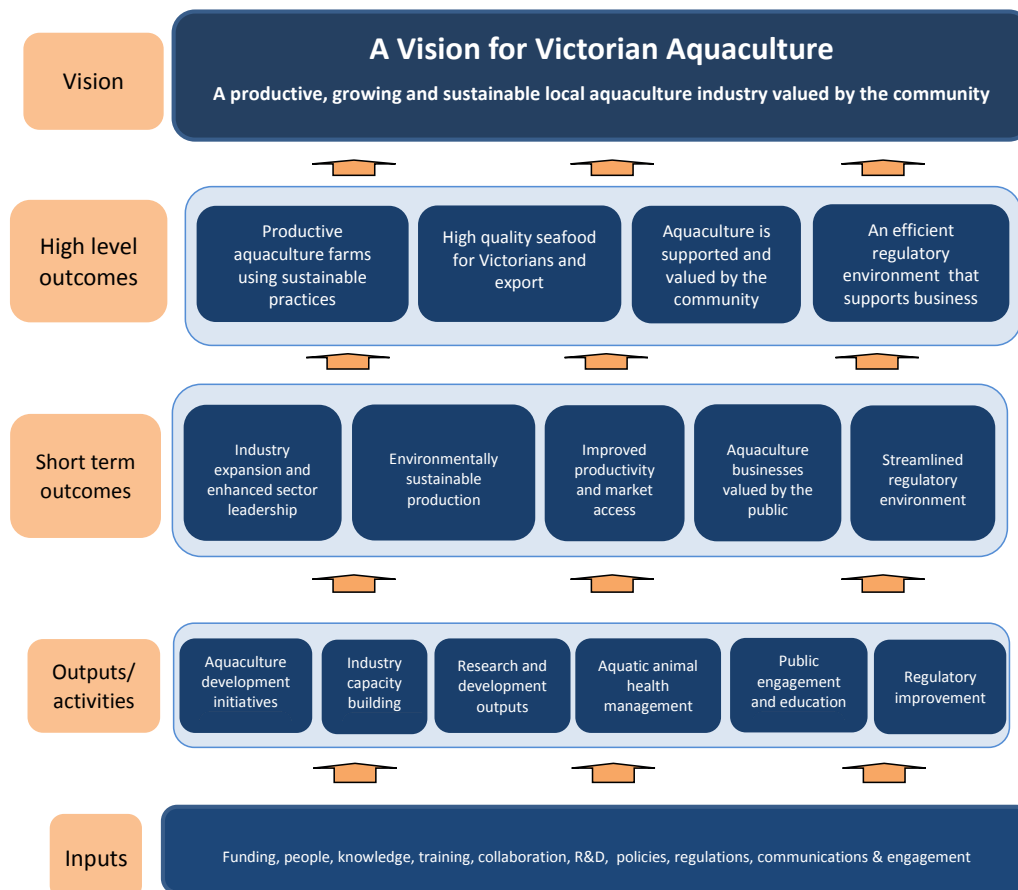 Vision
A Vision for Victorian Aquaculture
A productive, growing and sustainable local aquaculture industry valued by the community
High level
outcomes
Productive
aquaculture farms
using sustainable
practices
High quality seafood
for Victorians and
export
Aquaculture is
supported and
valued by the
community
An efficient
regulatory
environment that
supports business
Short term
outcomes
Industry
expansion and
enhanced sector
leadership
Environmentally
sustainable
production
Improved
productivity
and market
access
Aquaculture
businesses
valued by the
public
Streamlined
regulatory
environment
Outputs/
activities
Aquaculture
development
initiatives
Industry
capacity
building
Research and
development
outputs
Aquatic animal
health
management
Public
engagement
and education
Regulatory
improvement
Inputs
Funding, people, knowledge, training, collaboration, R&D, policies, regulations, communications & engagement